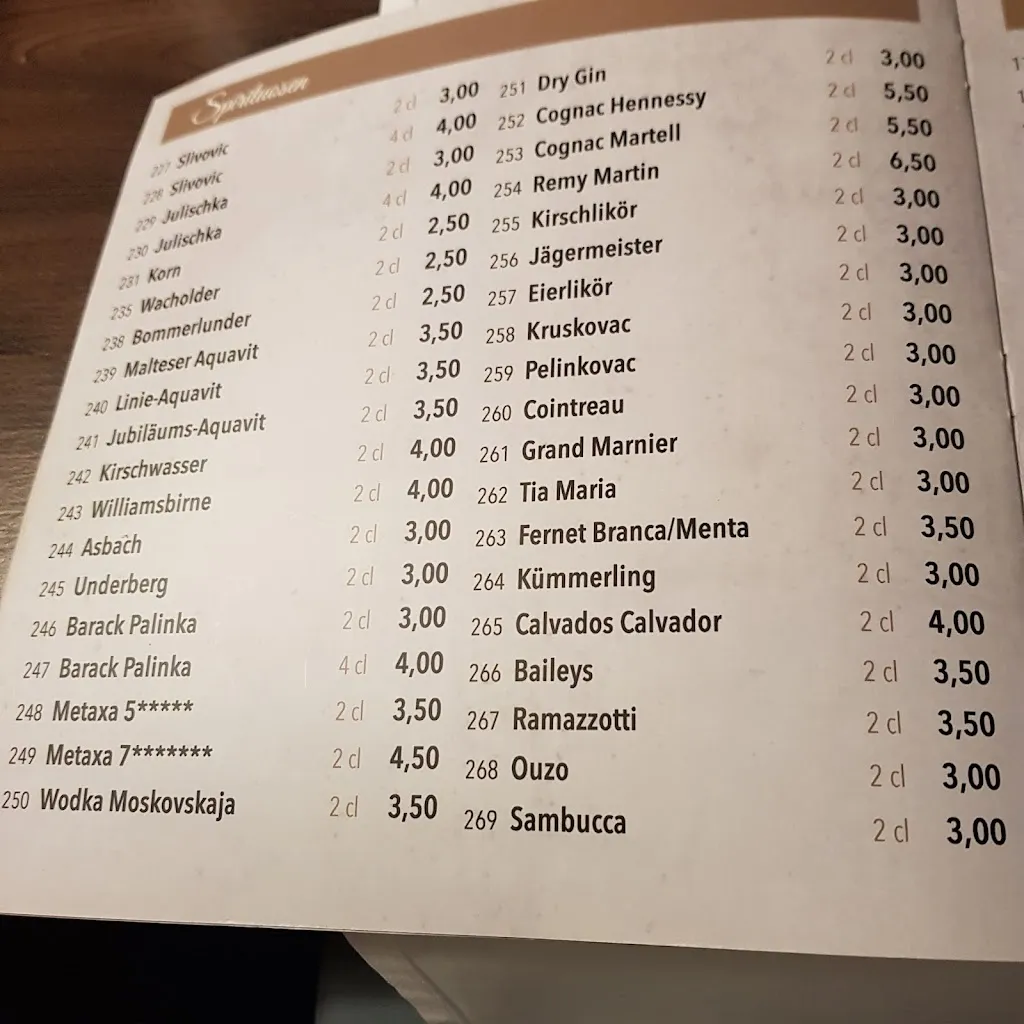 Spirituosen
227 Slivovic 2 cl 3,00
228 Slivovic 4 cl 4,00
229 Julischka 2 cl 3,00
230 Julischka 4 cl 4,00
231 Korn 2 cl 2,50
235 Wacholder 2 cl 2,50
238 Bommerlunder 2 cl 2,50
239 Malteser Aquavit 2 cl 3,50
240 Linie-Aquavit 2 cl 3,50
241 Jubiläums-Aquavit 2 cl 3,50
242 Kirschwasser 2 cl 4,00
243 Williamsbirne 2 cl 4,00
244 Asbach 2 cl 3,00
245 Underberg 2 cl 3,00
246 Barack Palinka 2 cl 3,00
247 Barack Palinka 4 cl 4,00
248 Metaxa 5***** 2 cl 3,50
249 Metaxa 7******* 2 cl 4,50
250 Wodka Moskovskaja 2 cl 3,50
251 Dry Gin 2 cl 3,00
252 Cognac Hennessy 2 cl 5,50
253 Cognac Martell 2 cl 5,50
254 Remy Martin 2 cl 6,50
255 Kirschlikör 2 cl 3,00
256 Jägermeister 2 cl 3,00
257 Eierlikör 2 cl 3,00
258 Kruskovac 2 cl 3,00
259 Pelinkovac 2 cl 3,00
260 Cointreau 2 cl 3,00
261 Grand Marnier 2 cl 3,00
262 Tia Maria 2 cl 3,00
263 Fernet Branca/Menta 2 cl 3,50
264 Kümmerling 2 cl 3,00
265 Calvados Calvador 2 cl 4,00
266 Baileys 2 cl 3,50
267 Ramazzotti 2 cl 3,50
268 Ouzo 2 cl 3,00
269 Sambucca 2 cl 3,00